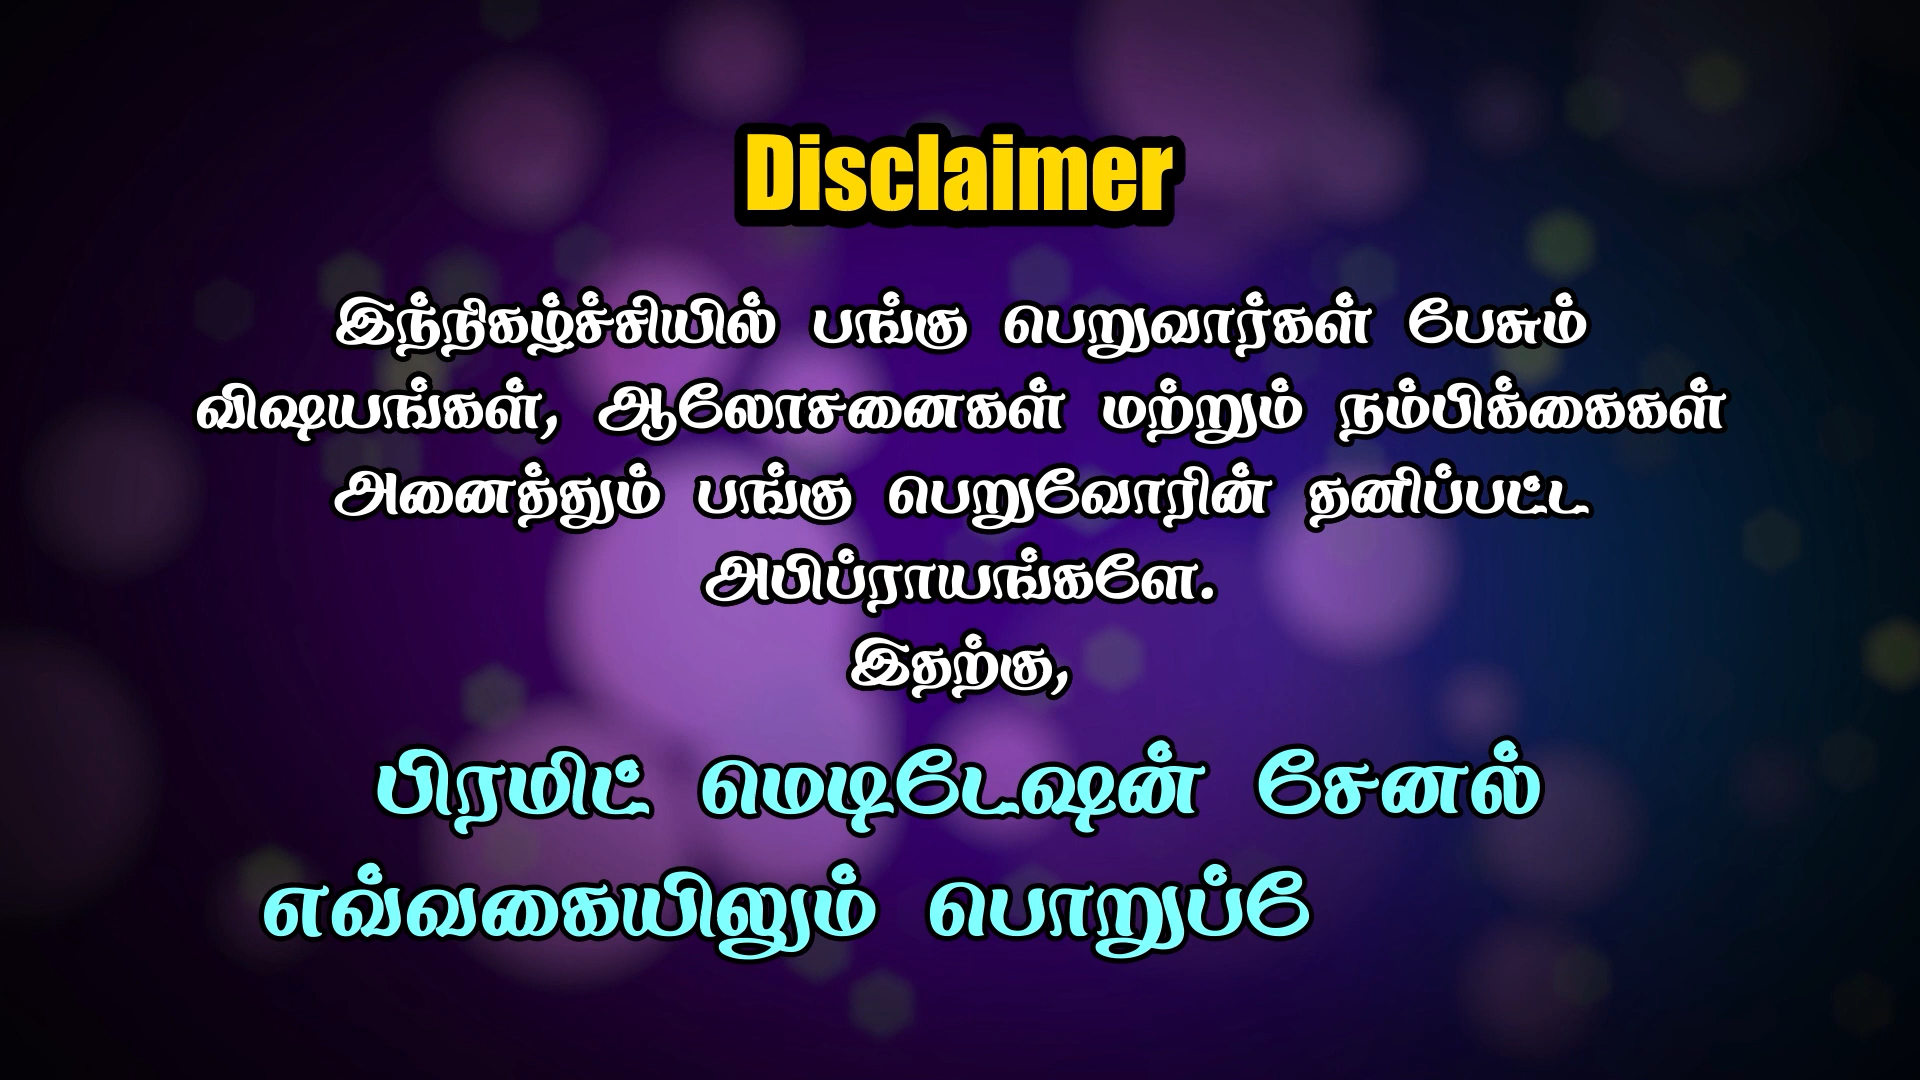 Disclaimer
இந்நிகழ்ச்சியில் பங்கு பெறுவார்கள் பேசும்
விஷயங்கள், ஆலோசனைகள் மற்றும் நம்பிக்கைகள்
அனைத்தும் பங்கு பெறுவோரின் தனிப்பட்ட
அபிப்ராயங்களே.
இதற்கு,
பிரமிட் மெடிடேஷன் சேனல்
எவ்வகையிலும் பொறுப்பே